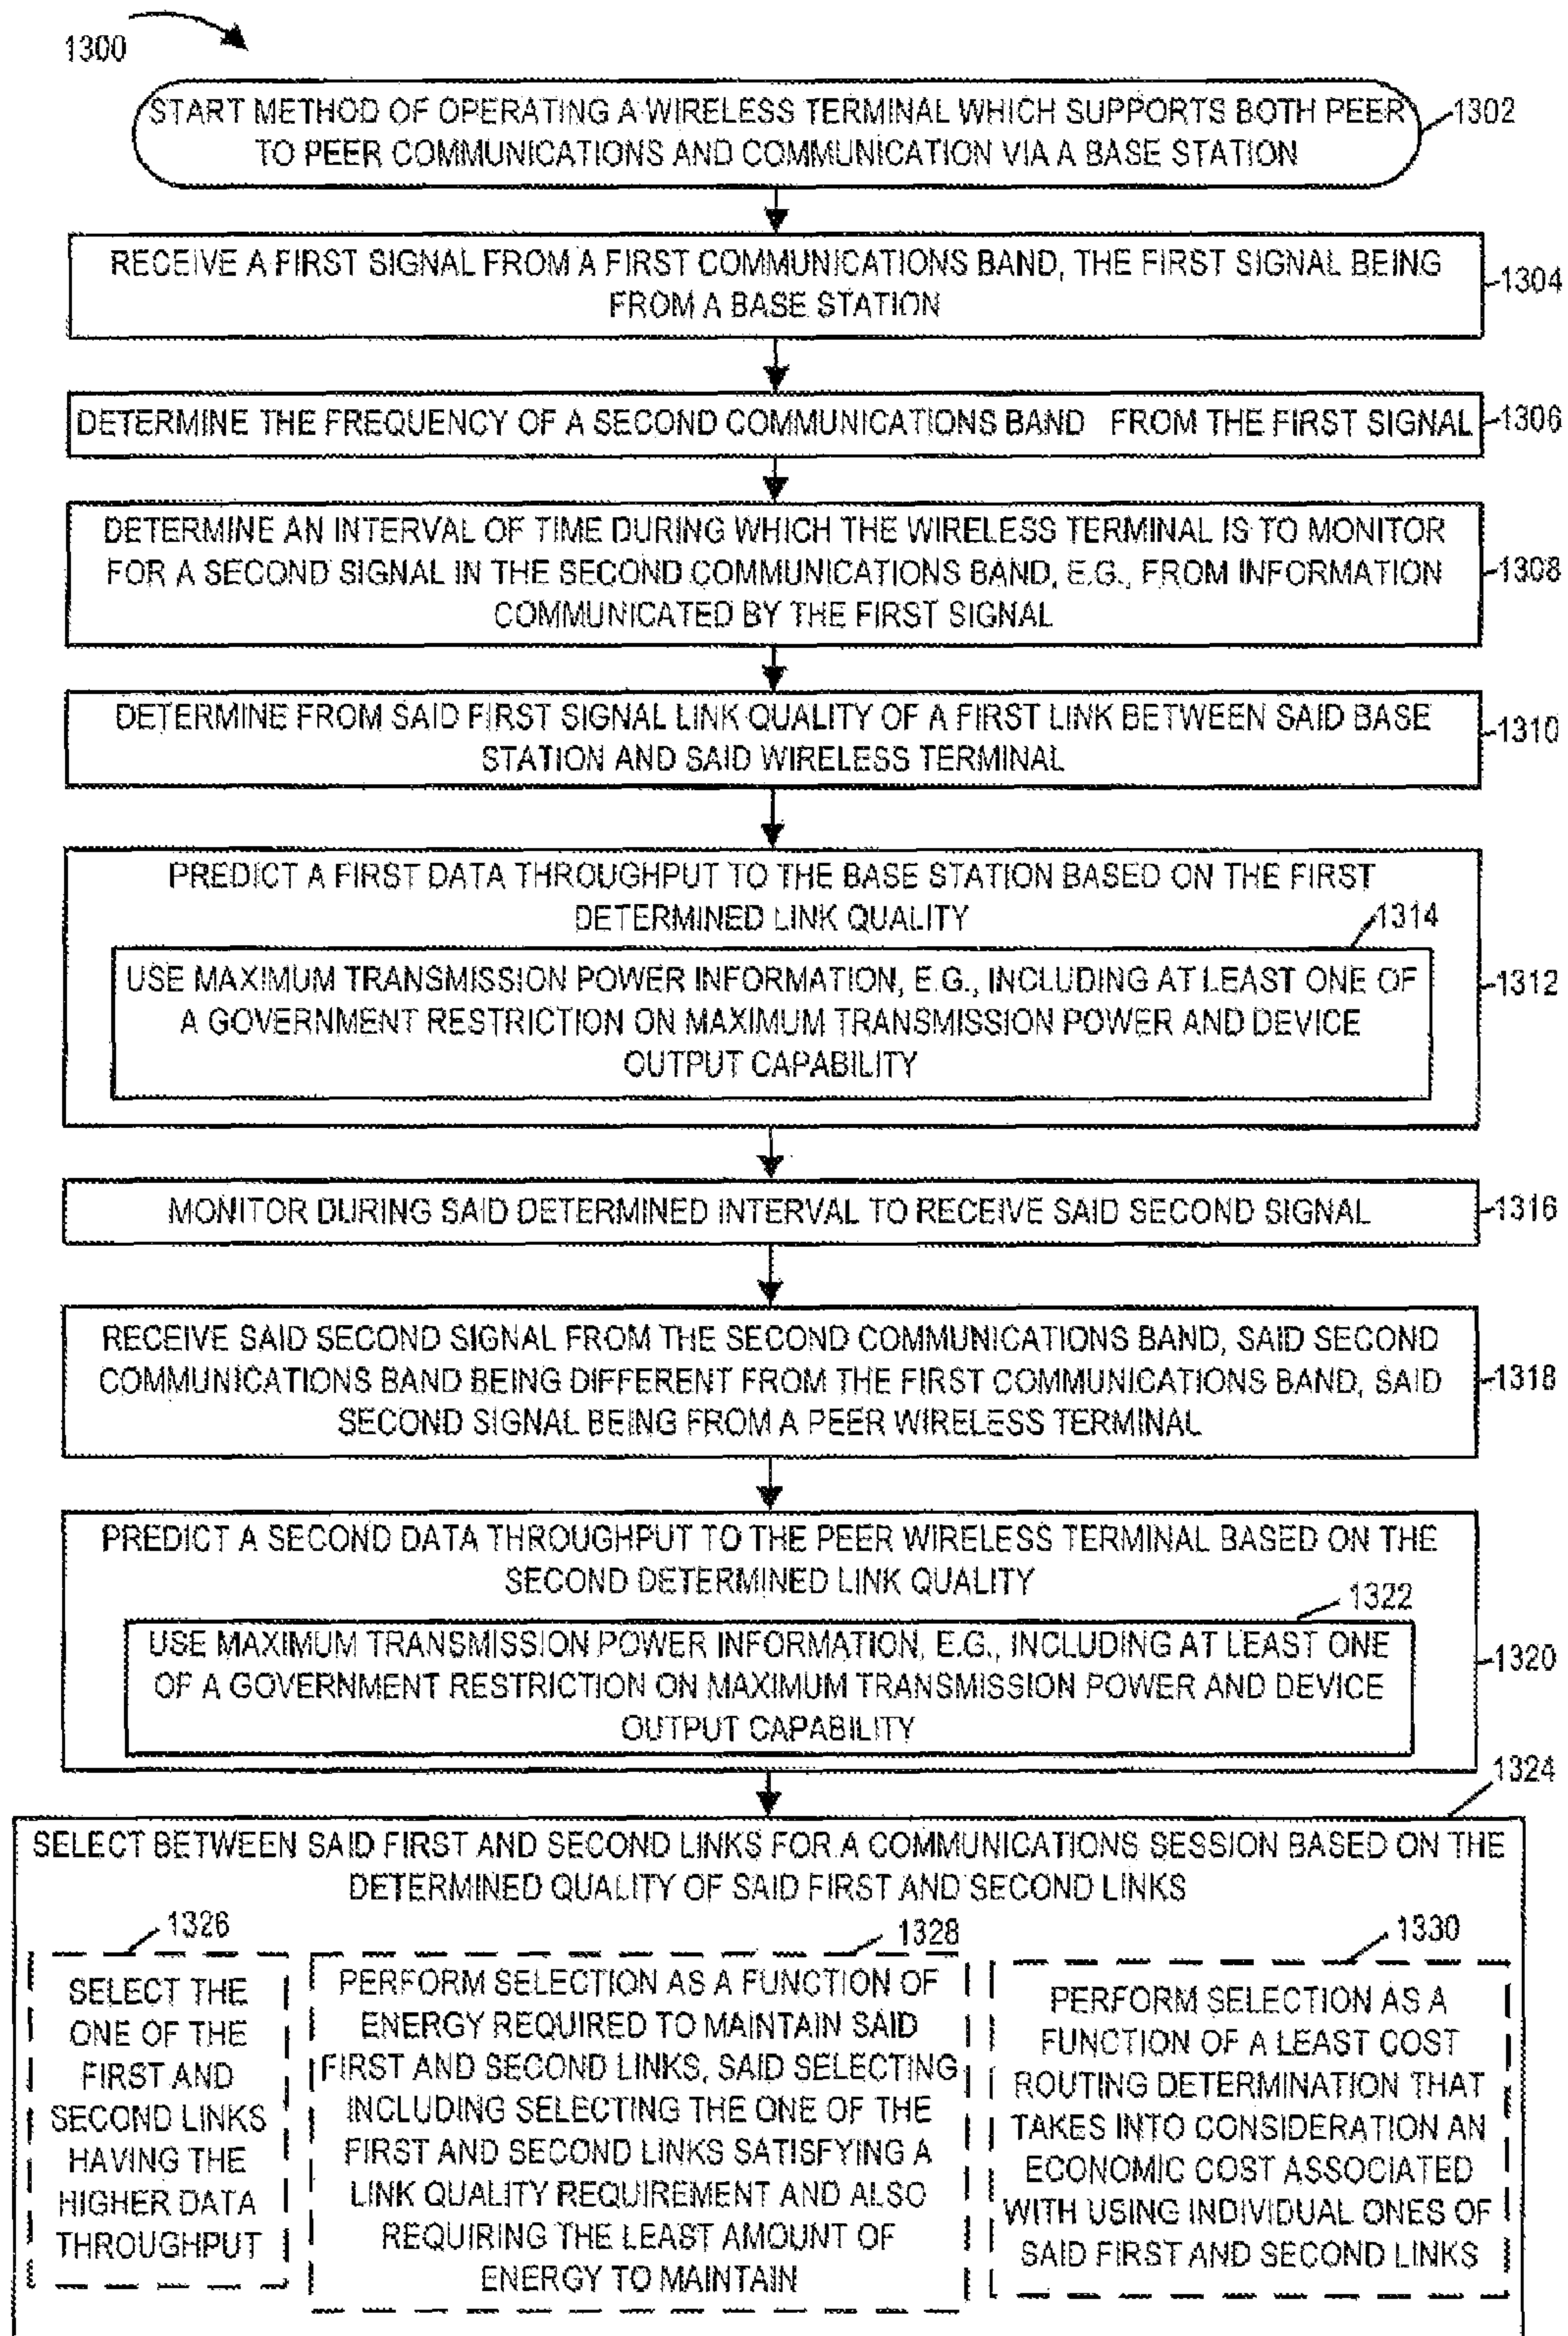 1300
START METHOD OF OPERATING A WIRELESS TERMINAL WHICH SUPPORTS BOTH PEER
TO PEER COMMUNICATIONS AND COMMUNICATION VIA A BASE STATION
1302
RECEIVE A FIRST SIGNAL FROM A FIRST COMMUNICATIONS BAND, THE FIRST SIGNAL BEING
FROM A BASE STATION
1304
DETERMINE THE FREQUENCY OF A SECOND COMMUNICATIONS BAND FROM THE FIRST SIGNAL
1306
DETERMINE AN INTERVAL OF TIME DURING WHICH THE WIRELESS TERMINAL IS TO MONITOR
FOR A SECOND SIGNAL IN THE SECOND COMMUNICATIONS BAND, E.G., FROM INFORMATION
COMMUNICATED BY THE FIRST SIGNAL
1308
DETERMINE FROM SAID FIRST SIGNAL LINK QUALITY OF A FIRST LINK BETWEEN SAID BASE
STATION AND SAID WIRELESS TERMINAL
1310
PREDICT A FIRST DATA THROUGHPUT TO THE BASE STATION BASED ON THE FIRST
DETERMINED LINK QUALITY
1314
USE MAXIMUM TRANSMISSION POWER INFORMATION, E.G., INCLUDING AT LEAST ONE OF
A GOVERNMENT RESTRICTION ON MAXIMUM TRANSMISSION POWER AND DEVICE
OUTPUT CAPABILITY
1312
MONITOR DURING SAID DETERMINED INTERVAL TO RECEIVE SAID SECOND SIGNAL
1316
RECEIVE SAID SECOND SIGNAL FROM THE SECOND COMMUNICATIONS BAND, SAID SECOND
COMMUNICATIONS BAND BEING DIFFERENT FROM THE FIRST COMMUNICATIONS BAND, SAID
SECOND SIGNAL BEING FROM A PEER WIRELESS TERMINAL
1318
PREDICT A SECOND DATA THROUGHPUT TO THE PEER WIRELESS TERMINAL BASED ON THE
SECOND DETERMINED LINK QUALITY
1322
USE MAXIMUM TRANSMISSION POWER INFORMATION, E.G., INCLUDING AT LEAST ONE
OF A GOVERNMENT RESTRICTION ON MAXIMUM TRANSMISSION POWER AND DEVICE
OUTPUT CAPABILITY
1320
1324
SELECT BETWEEN SAID FIRST AND SECOND LINKS FOR A COMMUNICATIONS SESSION BASED ON THE
DETERMINED QUALITY OF SAID FIRST AND SECOND LINKS
1326
SELECT THE
ONE OF THE
FIRST AND
SECOND LINKS
HAVING THE
HIGHER DATA
THROUGHPUT
1328
PERFORM SELECTION AS A FUNCTION OF
ENERGY REQUIRED TO MAINTAIN SAID
FIRST AND SECOND LINKS, SAID SELECTING
INCLUDING SELECTING THE ONE OF THE
FIRST AND SECOND LINKS SATISFYING A
LINK QUALITY REQUIREMENT AND ALSO
REQUIRING THE LEAST AMOUNT OF
ENERGY TO MAINTAIN
1330
PERFORM SELECTION AS A
FUNCTION OF A LEAST COST
ROUTING DETERMINATION THAT
TAKES INTO CONSIDERATION AN
ECONOMIC COST ASSOCIATED
WITH USING INDIVIDUAL ONES OF
SAID FIRST AND SECOND LINKS